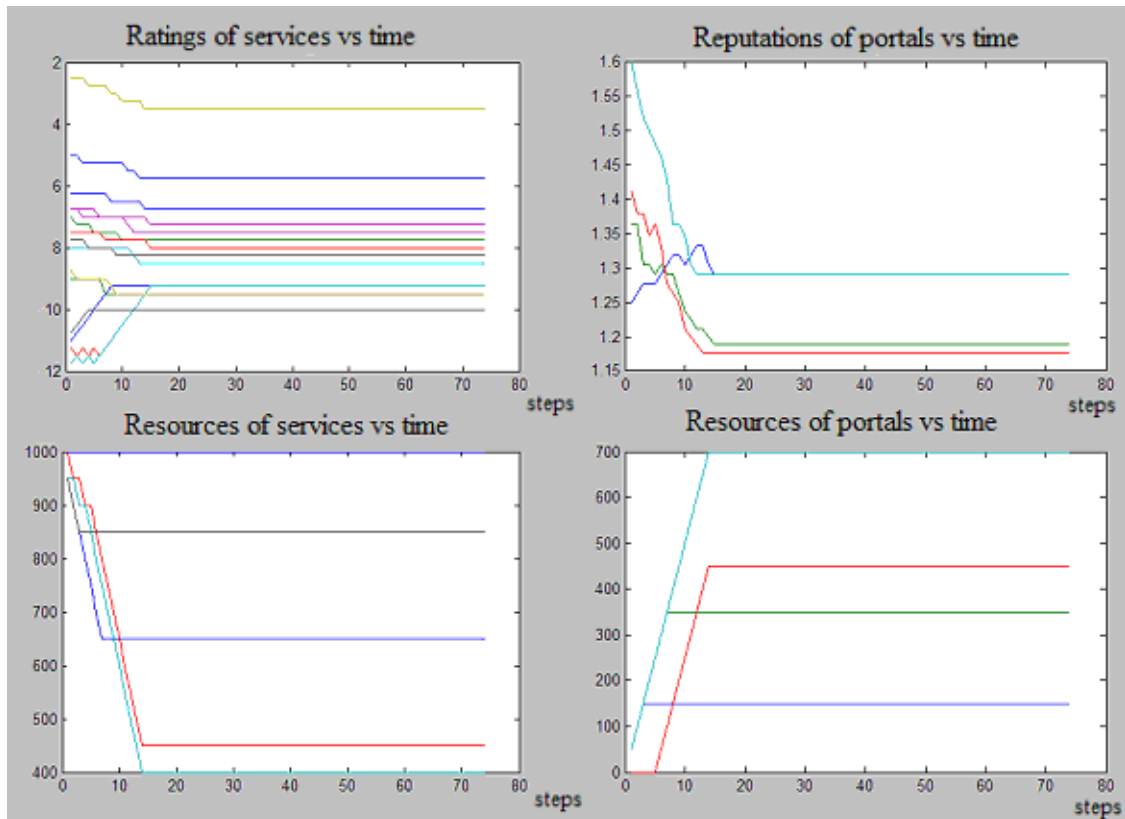 Ratings of services vs time
2
4
6
8
10
12
0 10 20 30 40 50 60 70 80
steps
Reputations of portals vs time
1.6
1.55
1.5
1.45
1.4
1.35
1.3
1.25
1.2
1.15
0 10 20 30 40 50 60 70 80
steps
Resources of services vs time
1000
900
800
700
600
500
400
0 10 20 30 40 50 60 70 80
steps
Resources of portals vs time
700
600
500
400
300
200
100
0
0 10 20 30 40 50 60 70 80
steps